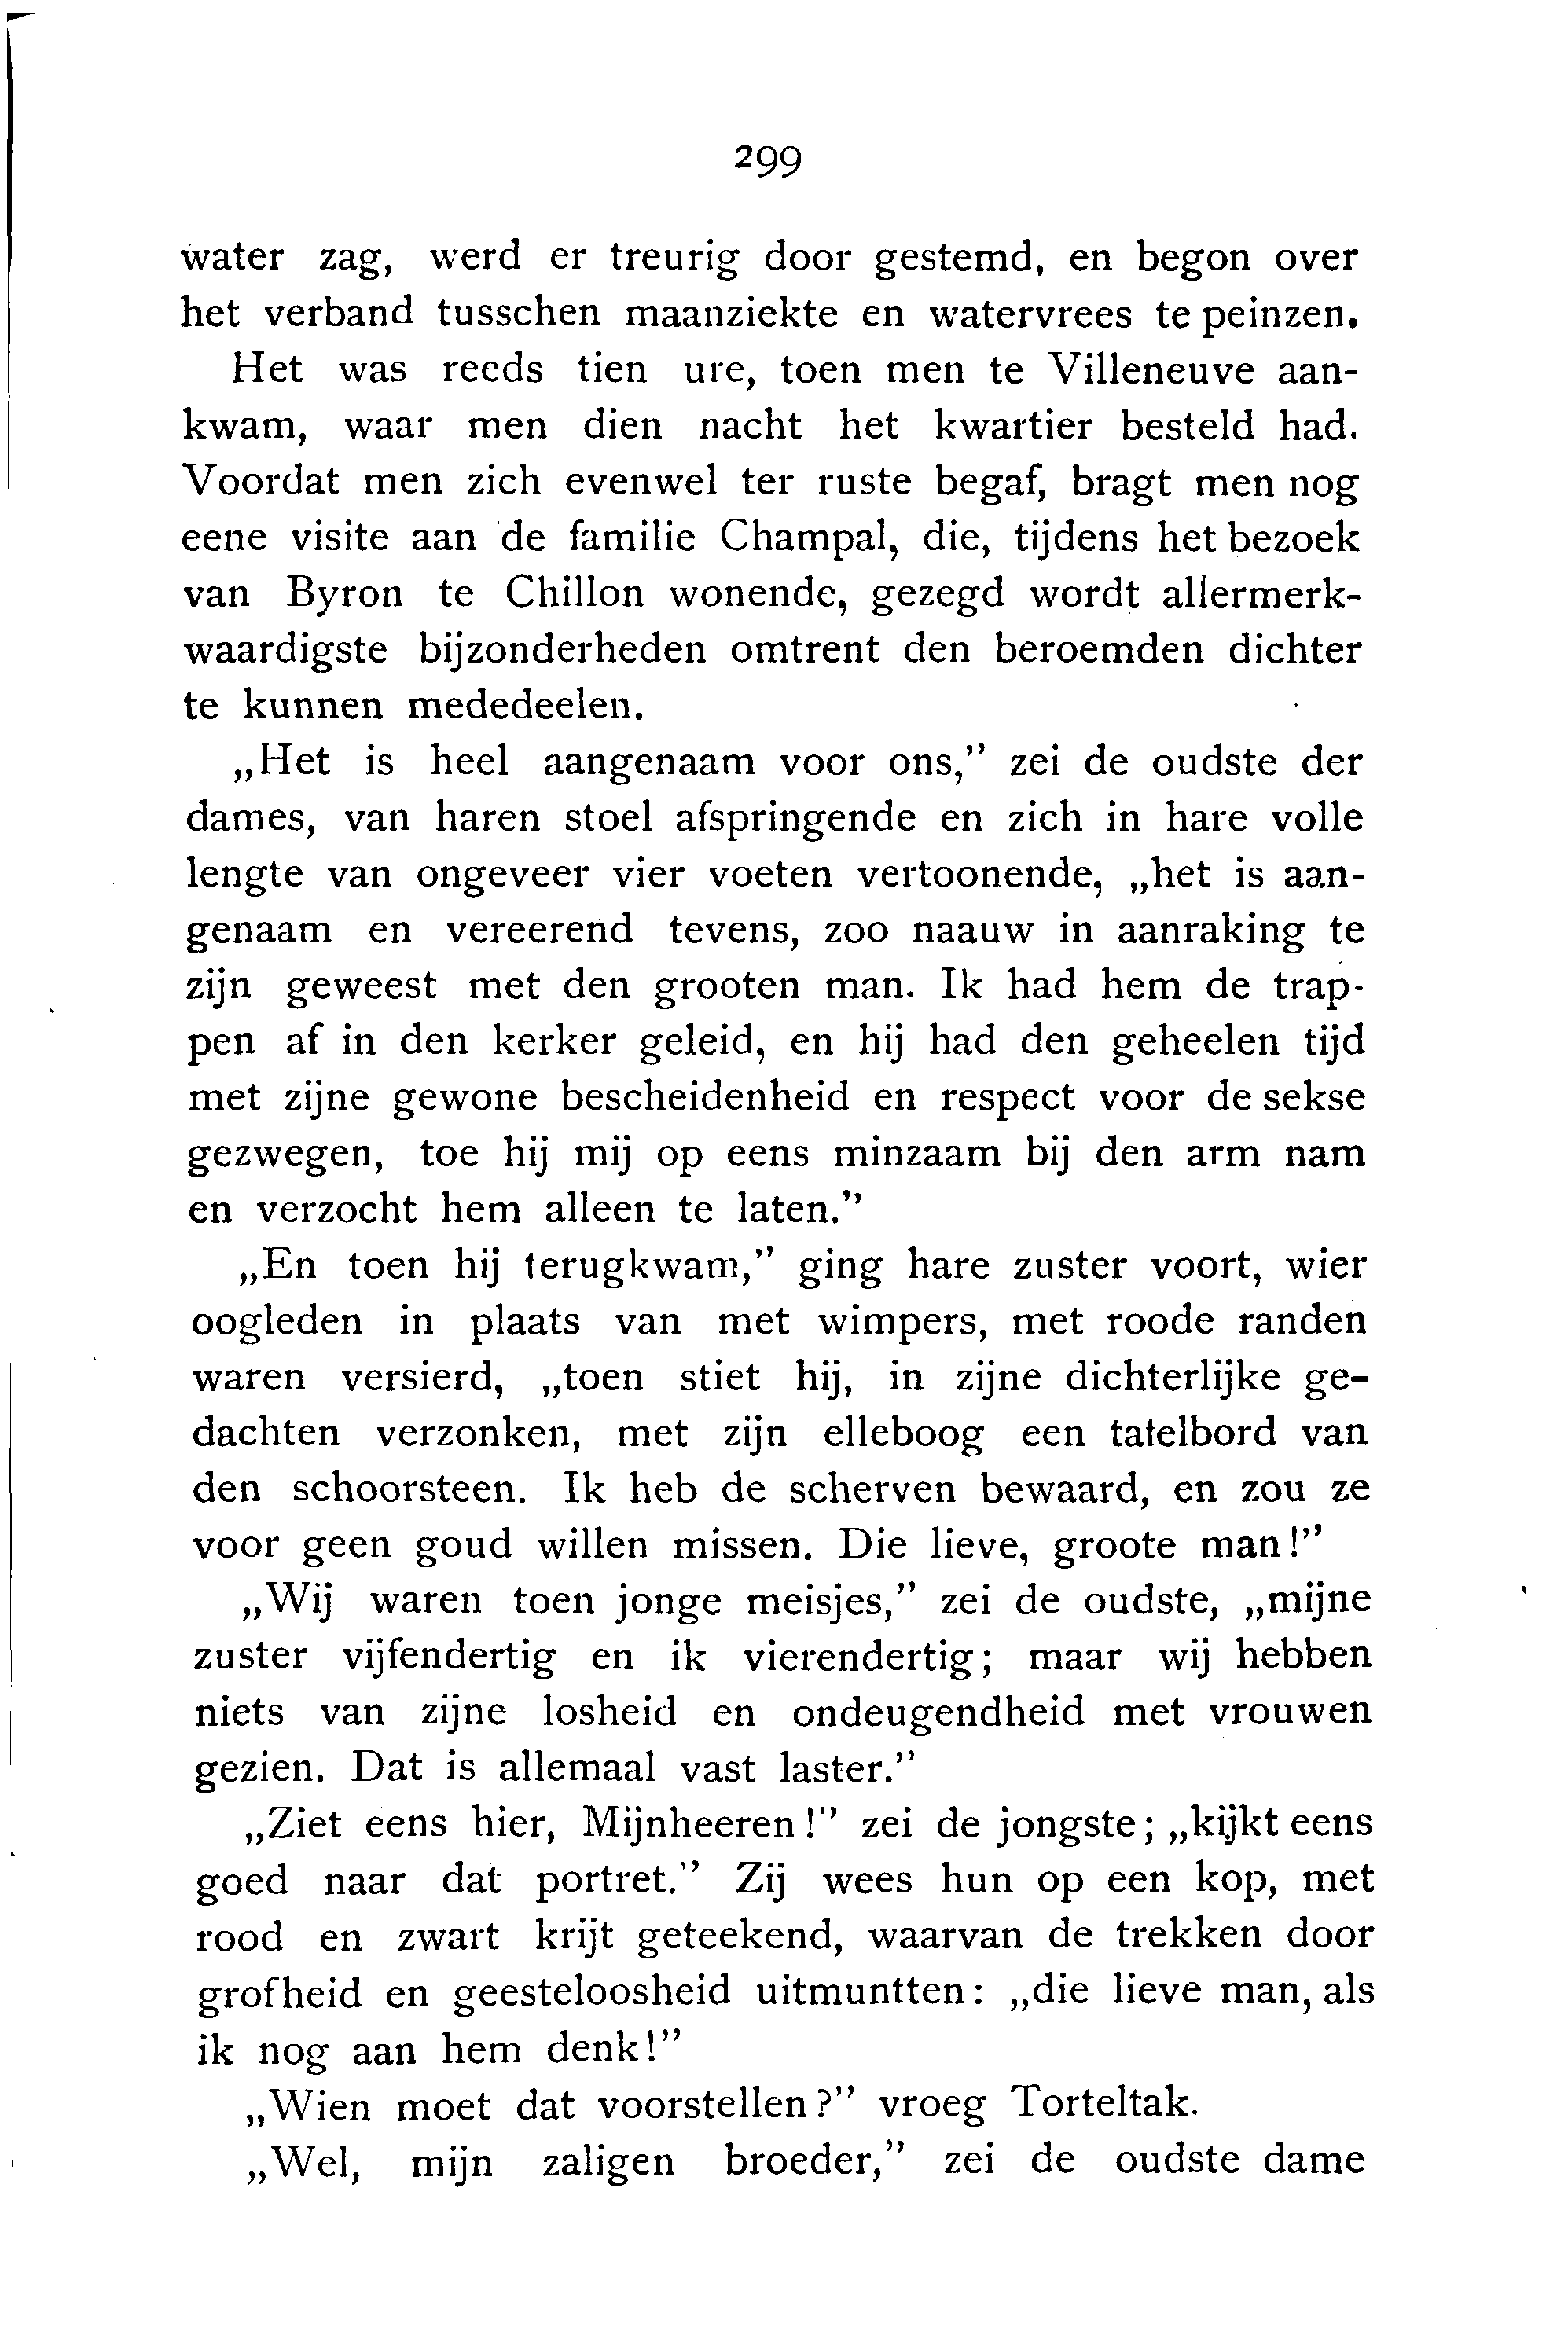 299
water zag, werd er treurig door gestemd, en begon over
het verband tusschen maanziekte en watervrees te peinzen.
Het was reeds tien ure, toen men te Villeneuve aan-
kwam, waar men dien nacht het kwartier besteld had.
Voordat men zich evenwel ter ruste begaf, bragt men nog
eene visite aan de familie Champal, die, tijdens het bezoek
van Byron te Chillon wonende, gezegd wordt allermerk-
waardigste bijzonderheden omtrent den beroemden dichter
te kunnen mededeelen.
„Het is heel aangenaam voor ons,” zei de oudste der
dames, van haren stoel afspringende en zich in hare volle
lengte van ongeveer vier voeten vertoonende, „het is aan-
genaam en vereerend tevens, zoo naauw in aanraking te
zijn geweest met den grooten man. Ik had hem de trap-
pen af in den kerker geleid, en hij had den geheelen tijd
met zijne gewone bescheidenheid en respect voor de sekse
gezwegen, toe hij mij op eens minzaam bij den arm nam
en verzocht hem alleen te laten.”
„En toen hij terugkwam,” ging hare zuster voort, wier
oogleden in plaats van met wimpers, met roode randen
waren versierd, „toen stiet hij, in zijne dichterlijke ge-
dachten verzonken, met zijn elleboog een tafelbord van
den schoorsteen. Ik heb de scherven bewaard, en zou ze
voor geen goud willen missen. Die lieve, groote man!”
„Wij waren toen jonge meisjes,” zei de oudste, „mijne
zuster vijfendertig en ik vierendertig; maar wij hebben
niets van zijne losheid en ondeugendheid met vrouwen
gezien. Dat is allemaal vast laster.”
„Ziet eens hier, Mijnheeren!” zei de jongste; „kijkt eens
goed naar dat portret.” Zij wees hun op een kop, met
rood en zwart krijt geteekend, waarvan de trekken door
grofheid en geesteloosheid uitmuntten: „die lieve man, als
ik nog aan hem denk!”
„Wien moet dat voorstellen?” vroeg Torteltak.
„Wel, mijn zaligen broeder,” zei de oudste dame